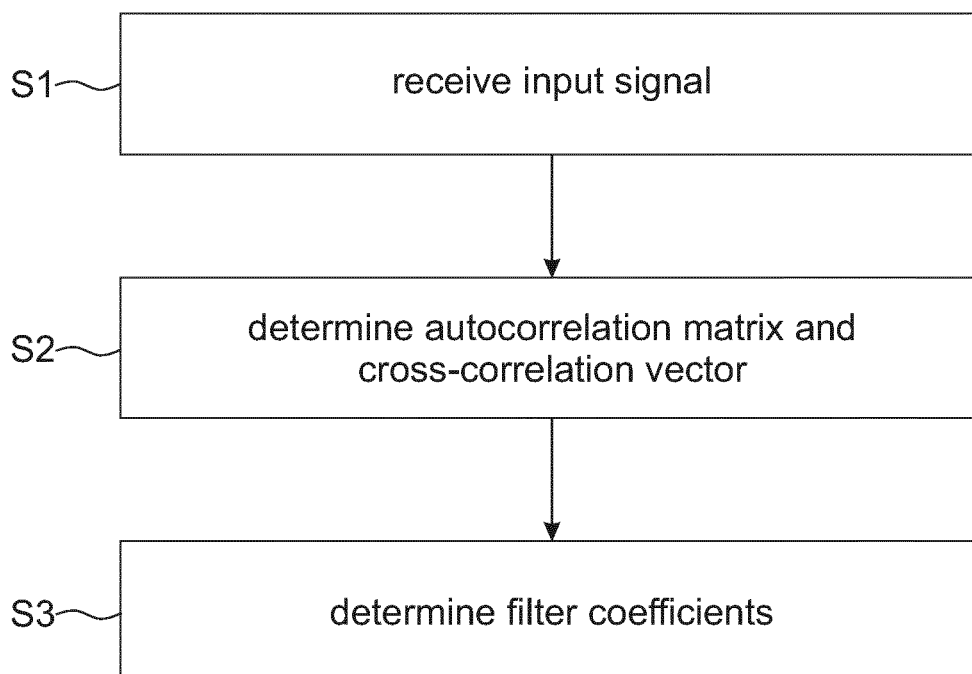 S1
receive input signal
S2
determine autocorrelation matrix and
cross-correlation vector
S3
determine filter coefficients